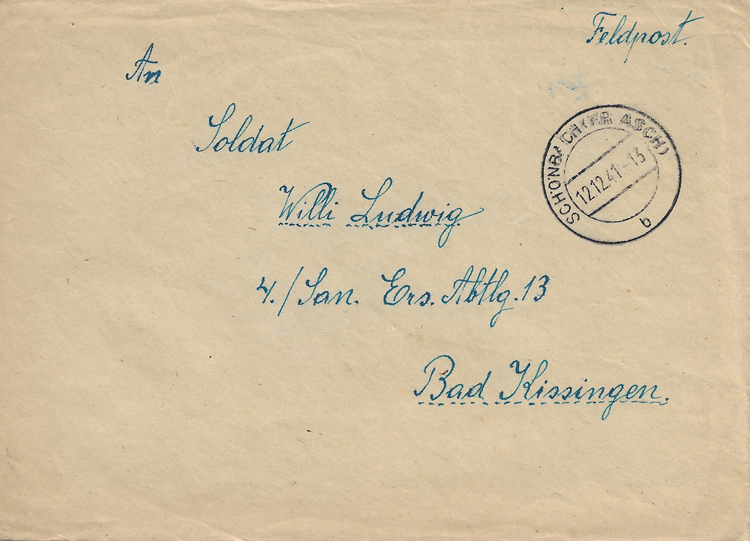 Feldpost.
An
Soldat
SCHÖNBACH (KR ASCH)
12.12.41-13
b
Willi Ludwig
4./San. Ers. Abtlg. 13
Bad Kissingen.